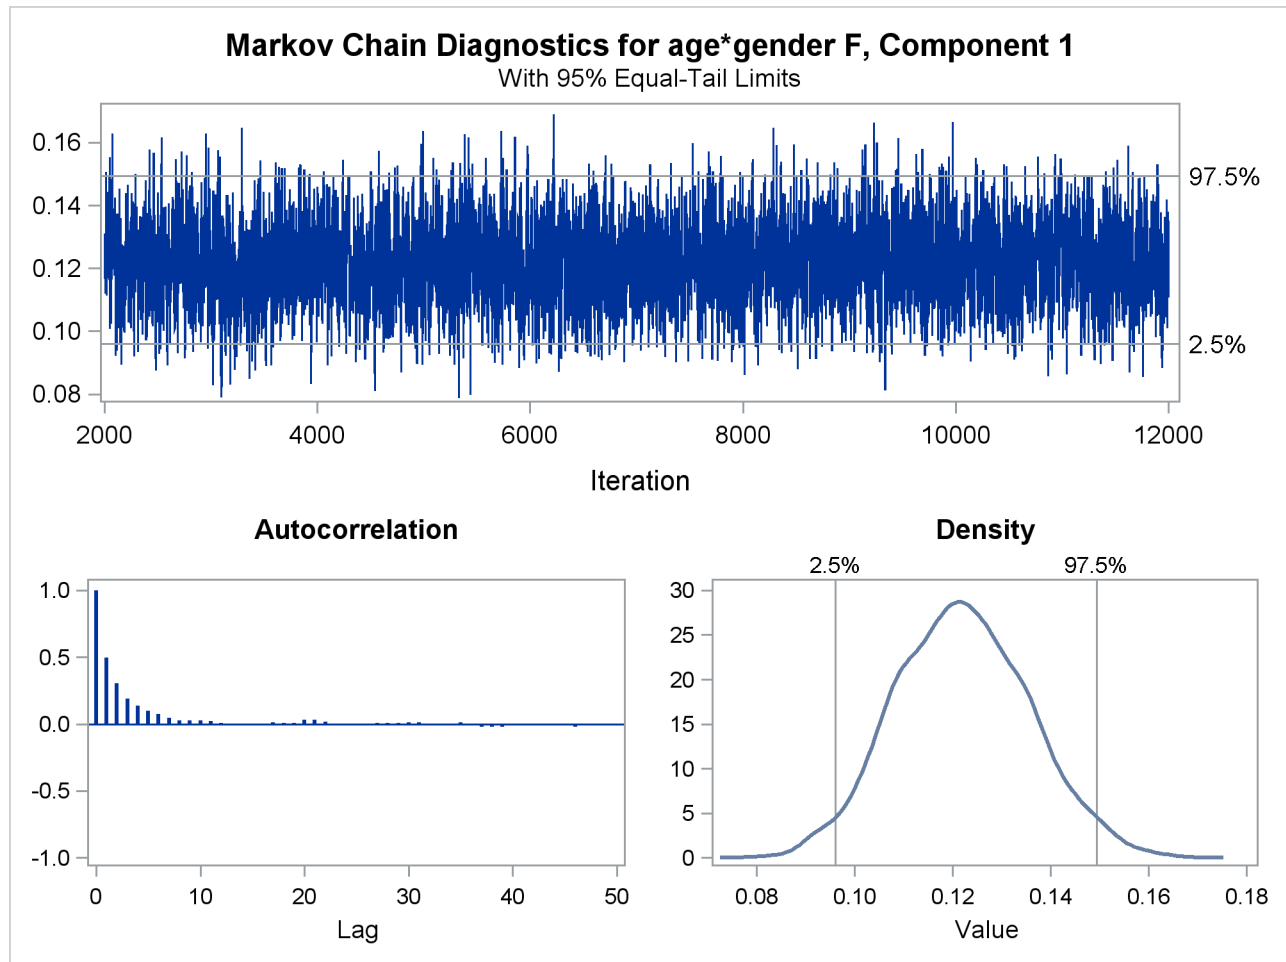 Markov Chain Diagnostics for age*gender F, Component 1
With 95% Equal-Tail Limits
0.16
97.5%
0.14
0.12
0.10
2.5%
0.08
2000 4000 6000 8000 10000 12000
Iteration
Autocorrelation
1.0
0.5
0.0
-0.5
-1.0
0 10 20 30 40 50
Lag
Density
2.5% 97.5%
30
25
20
15
10
5
0
0.08 0.10 0.12 0.14 0.16 0.18
Value